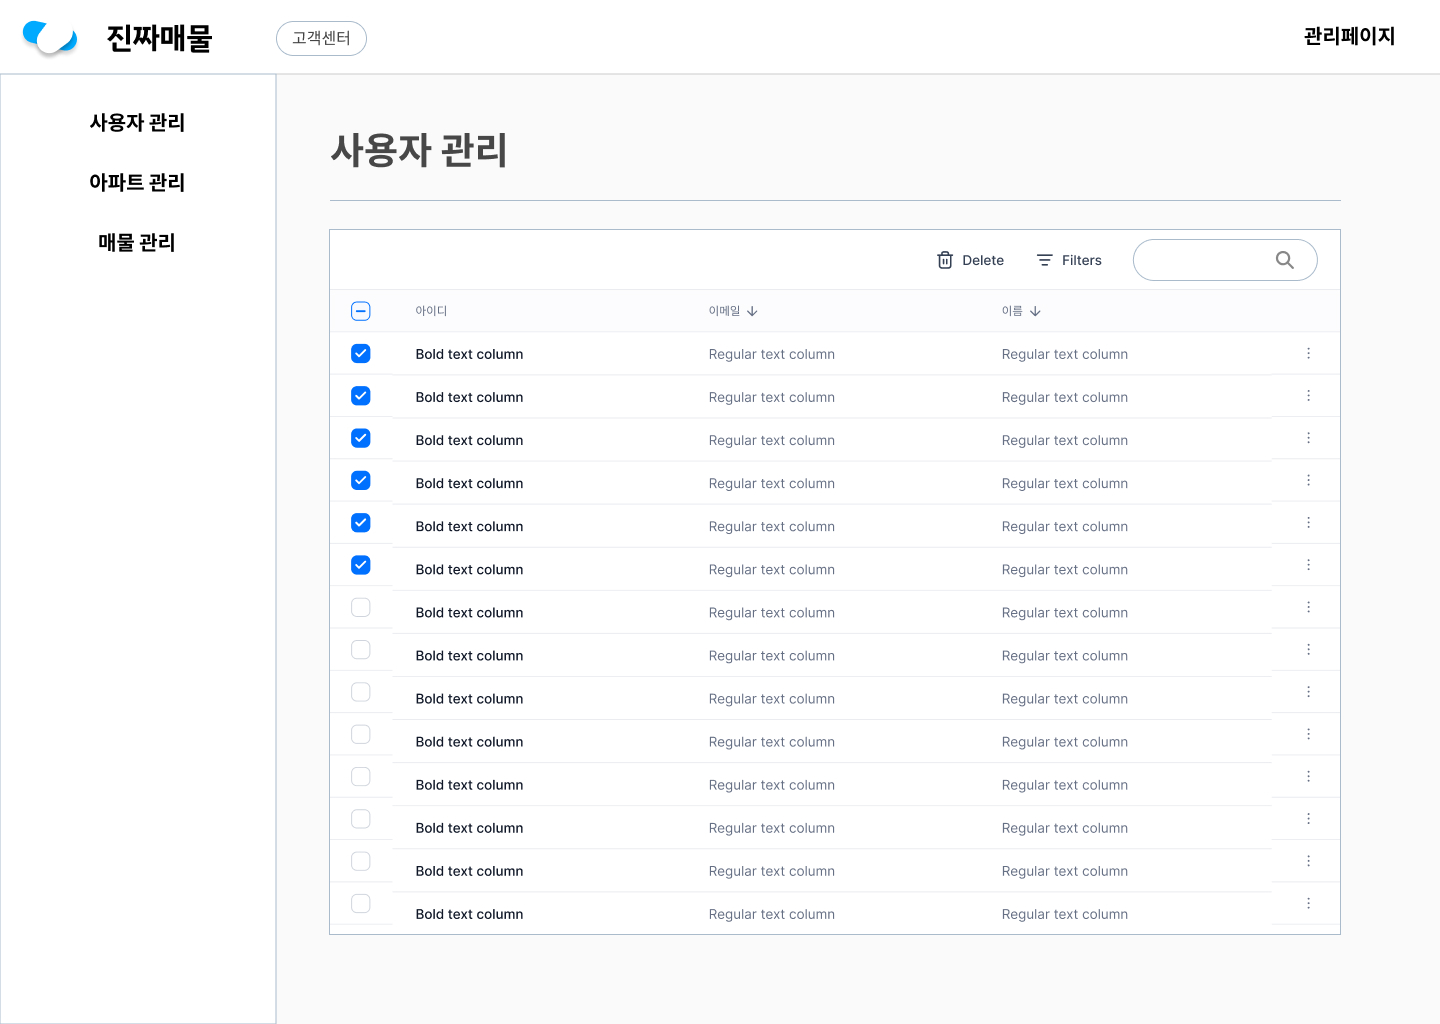 진짜매물
고객센터
관리페이지
사용자 관리
아파트 관리
매물 관리
사용자 관리
Delete
Filters
아이디 이메일 이름
Bold text column Regular text column Regular text column
Bold text column Regular text column Regular text column
Bold text column Regular text column Regular text column
Bold text column Regular text column Regular text column
Bold text column Regular text column Regular text column
Bold text column Regular text column Regular text column
Bold text column Regular text column Regular text column
Bold text column Regular text column Regular text column
Bold text column Regular text column Regular text column
Bold text column Regular text column Regular text column
Bold text column Regular text column Regular text column
Bold text column Regular text column Regular text column
Bold text column Regular text column Regular text column
Bold text column Regular text column Regular text column